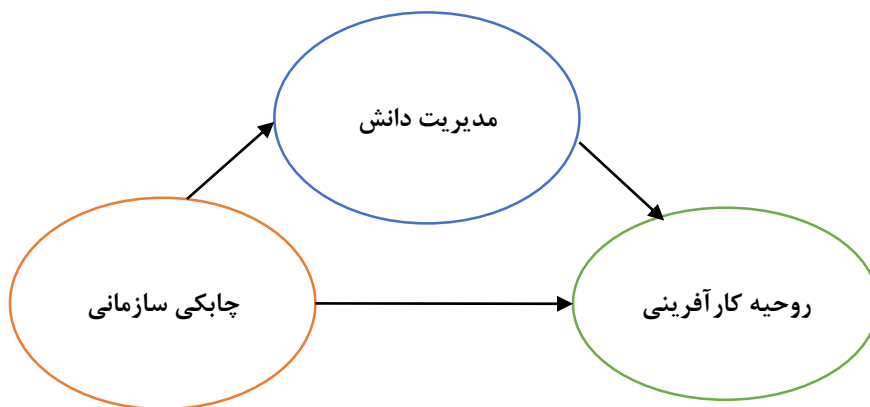 مدیریت دانش
چابکی سازمانی
روحیه کارآفرینی